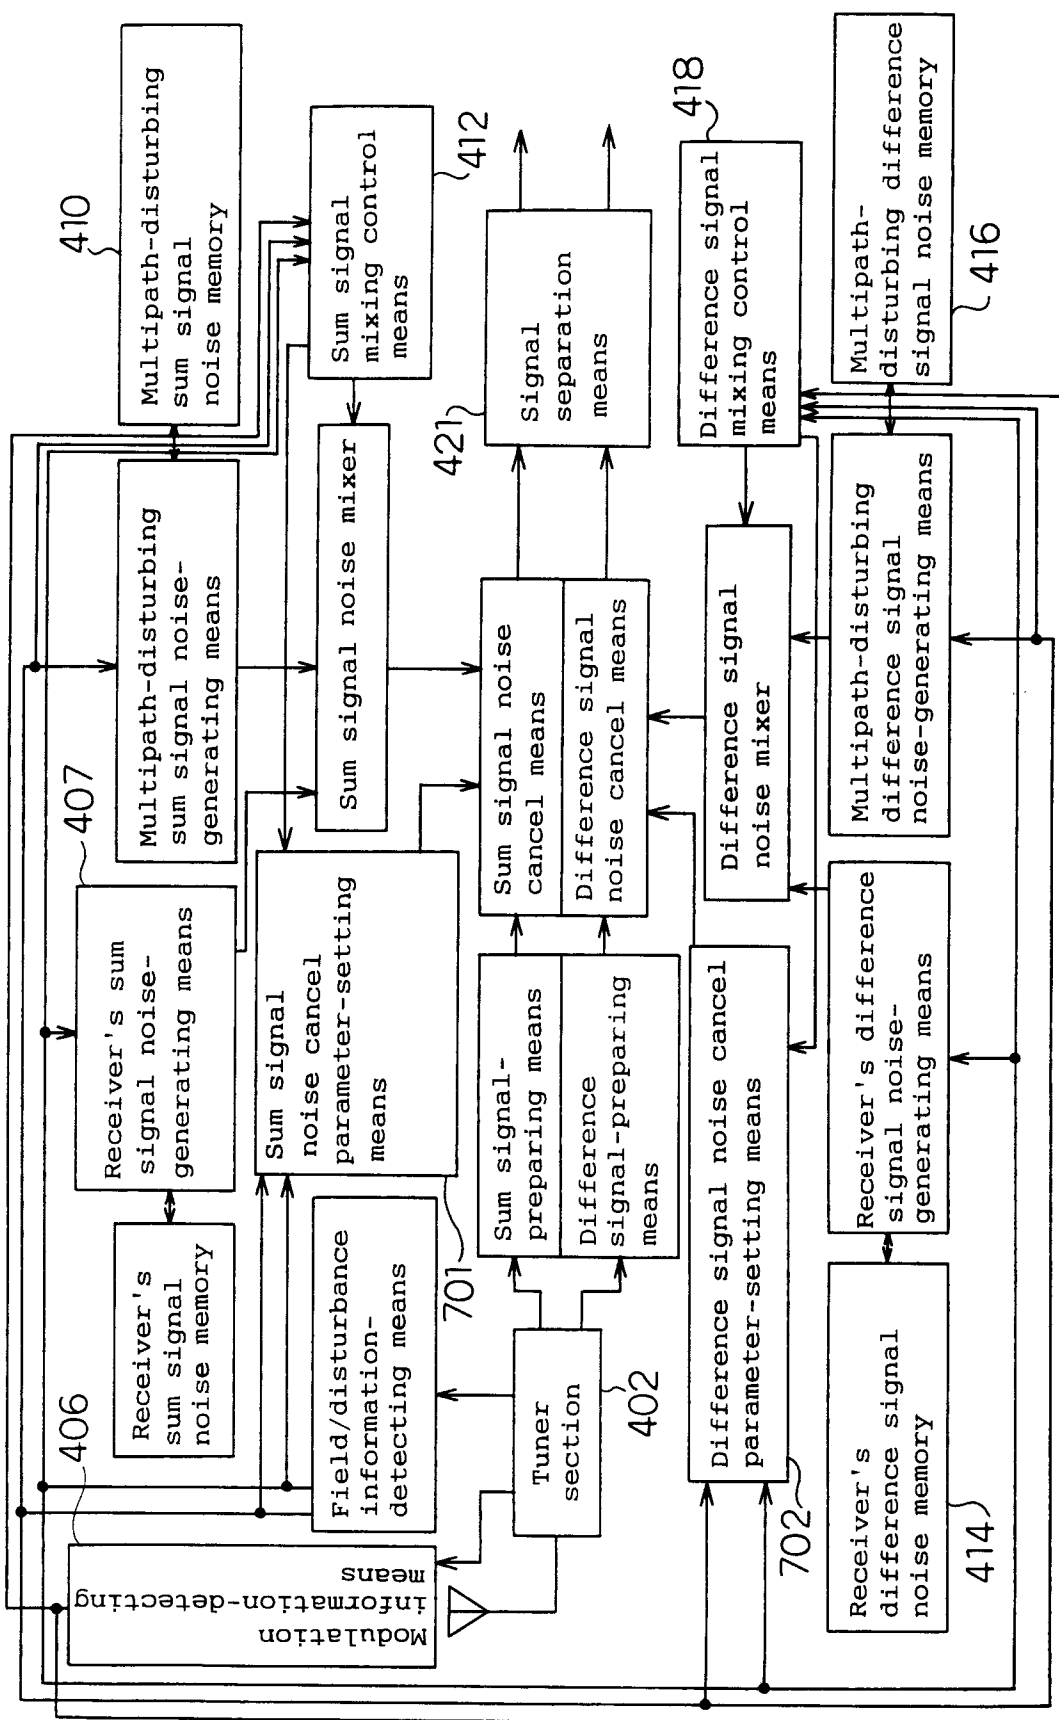 406
Modulation
information-detecting
means
Receiver's
sum signal
noise memory
407
Receiver's sum
signal noise-
generating means
Multipath-disturbing
sum signal noise-
generating means
410
Multipath-disturbing
sum signal
noise memory
Field/disturbance
information-
detecting means
701
Sum signal
noise cancel
parameter-setting
means
Sum signal noise mixer
Sum signal
mixing control
means
412
Tuner
section
402
Sum signal-
preparing means
Difference
signal-preparing
means
Sum signal noise
cancel means
Difference signal
noise cancel means
421
Signal
separation
means
702
Difference signal noise cancel
parameter-setting means
Difference signal
noise mixer
418
Difference signal
mixing control
means
Receiver's
difference signal
noise memory
414
Receiver's difference
signal noise-
generating means
Multipath-disturbing
difference signal
noise-generating means
Multipath-
disturbing difference
signal noise memory
416